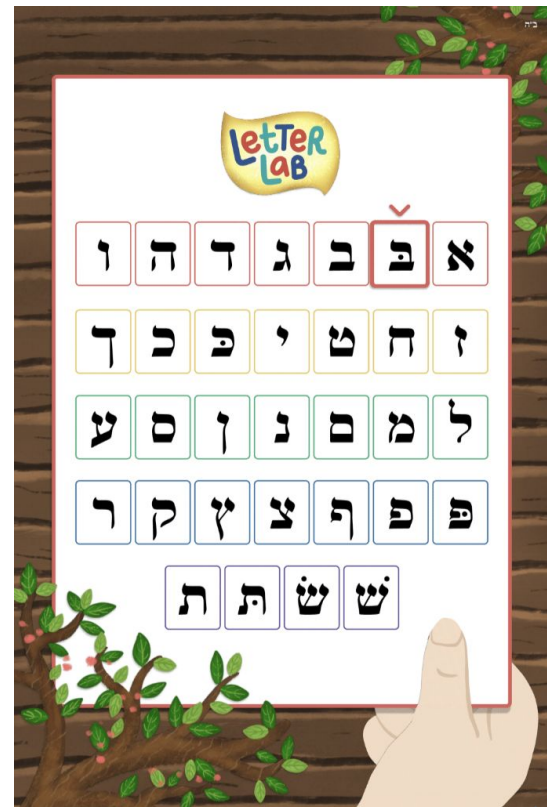 ב״ה
LeTTeR
LaB
א בּ ב ג ד ה ו
ז ח ט י כּ כ ך
ל מ ם נ ן ס ע
פּ פ ף צ ץ ק ר
שׁ שׂ תּ ת